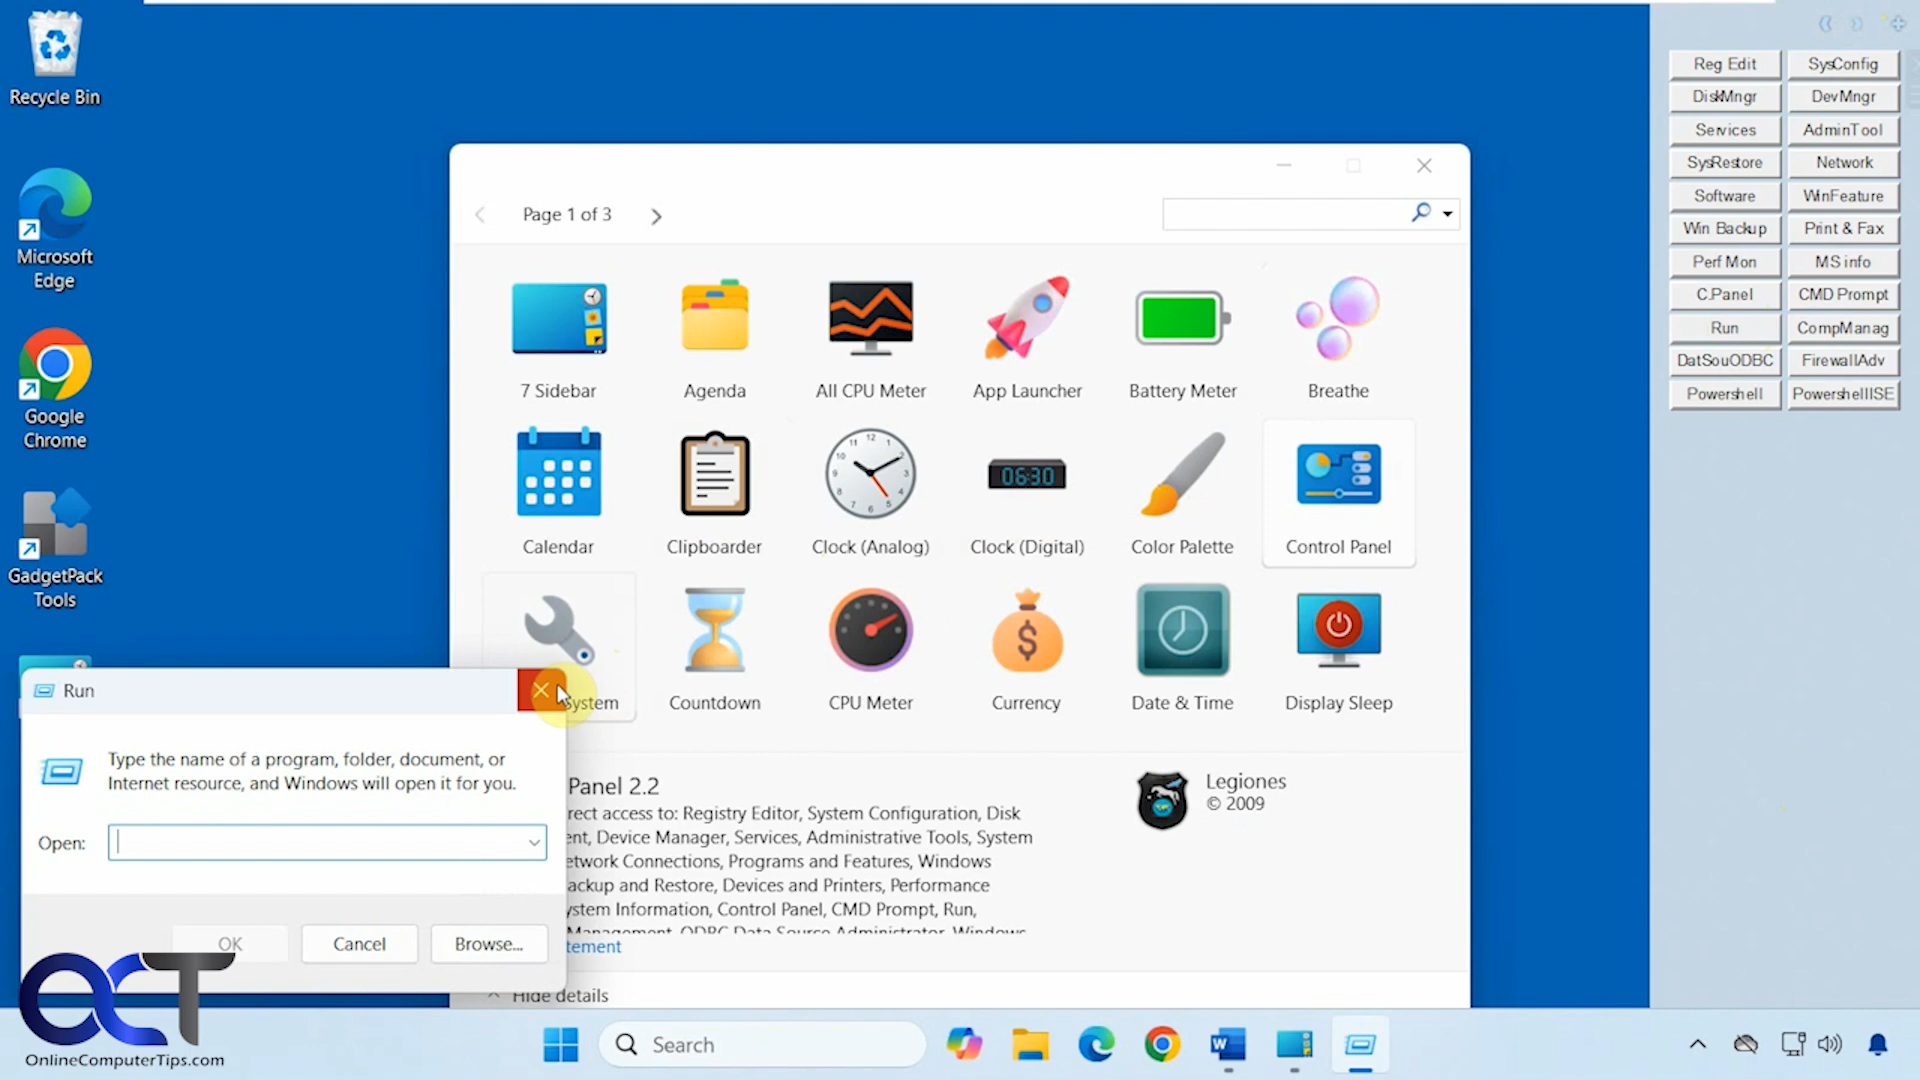 Recycle Bin
Microsoft
Edge
Google
Chrome
GadgetPack
Tools
Page 1 of 3
7 Sidebar
Agenda
All CPU Meter
App Launcher
Battery Meter
Breathe
Calendar
Clipboarder
Clock (Analog)
06:30
Clock (Digital)
Color Palette
Control Panel
System
Countdown
CPU Meter
Currency
Date & Time
Display Sleep
Panel 2.2
rect access to: Registry Editor, System Configuration, Disk
ent, Device Manager, Services, Administrative Tools, System
etwork Connections, Programs and Features, Windows
ackup and Restore, Devices and Printers, Performance
ystem Information, Control Panel, CMD Prompt, Run,
Management, ODBC Data Source Administrator, Windows
tement
Legiones
© 2009
Hide details
Run
Type the name of a program, folder, document, or
Internet resource, and Windows will open it for you.
Open:
OK
Cancel
Browse...
Reg Edit
SysConfig
DiskMngr
DevMngr
Services
AdminTool
SysRestore
Network
Software
WinFeature
Win Backup
Print & Fax
Perf Mon
MS info
C.Panel
CMD Prompt
Run
CompManag
DatSouODBC
FirewallAdv
Powershell
PowershellISE
OCT
OnlineComputerTips.com
Search